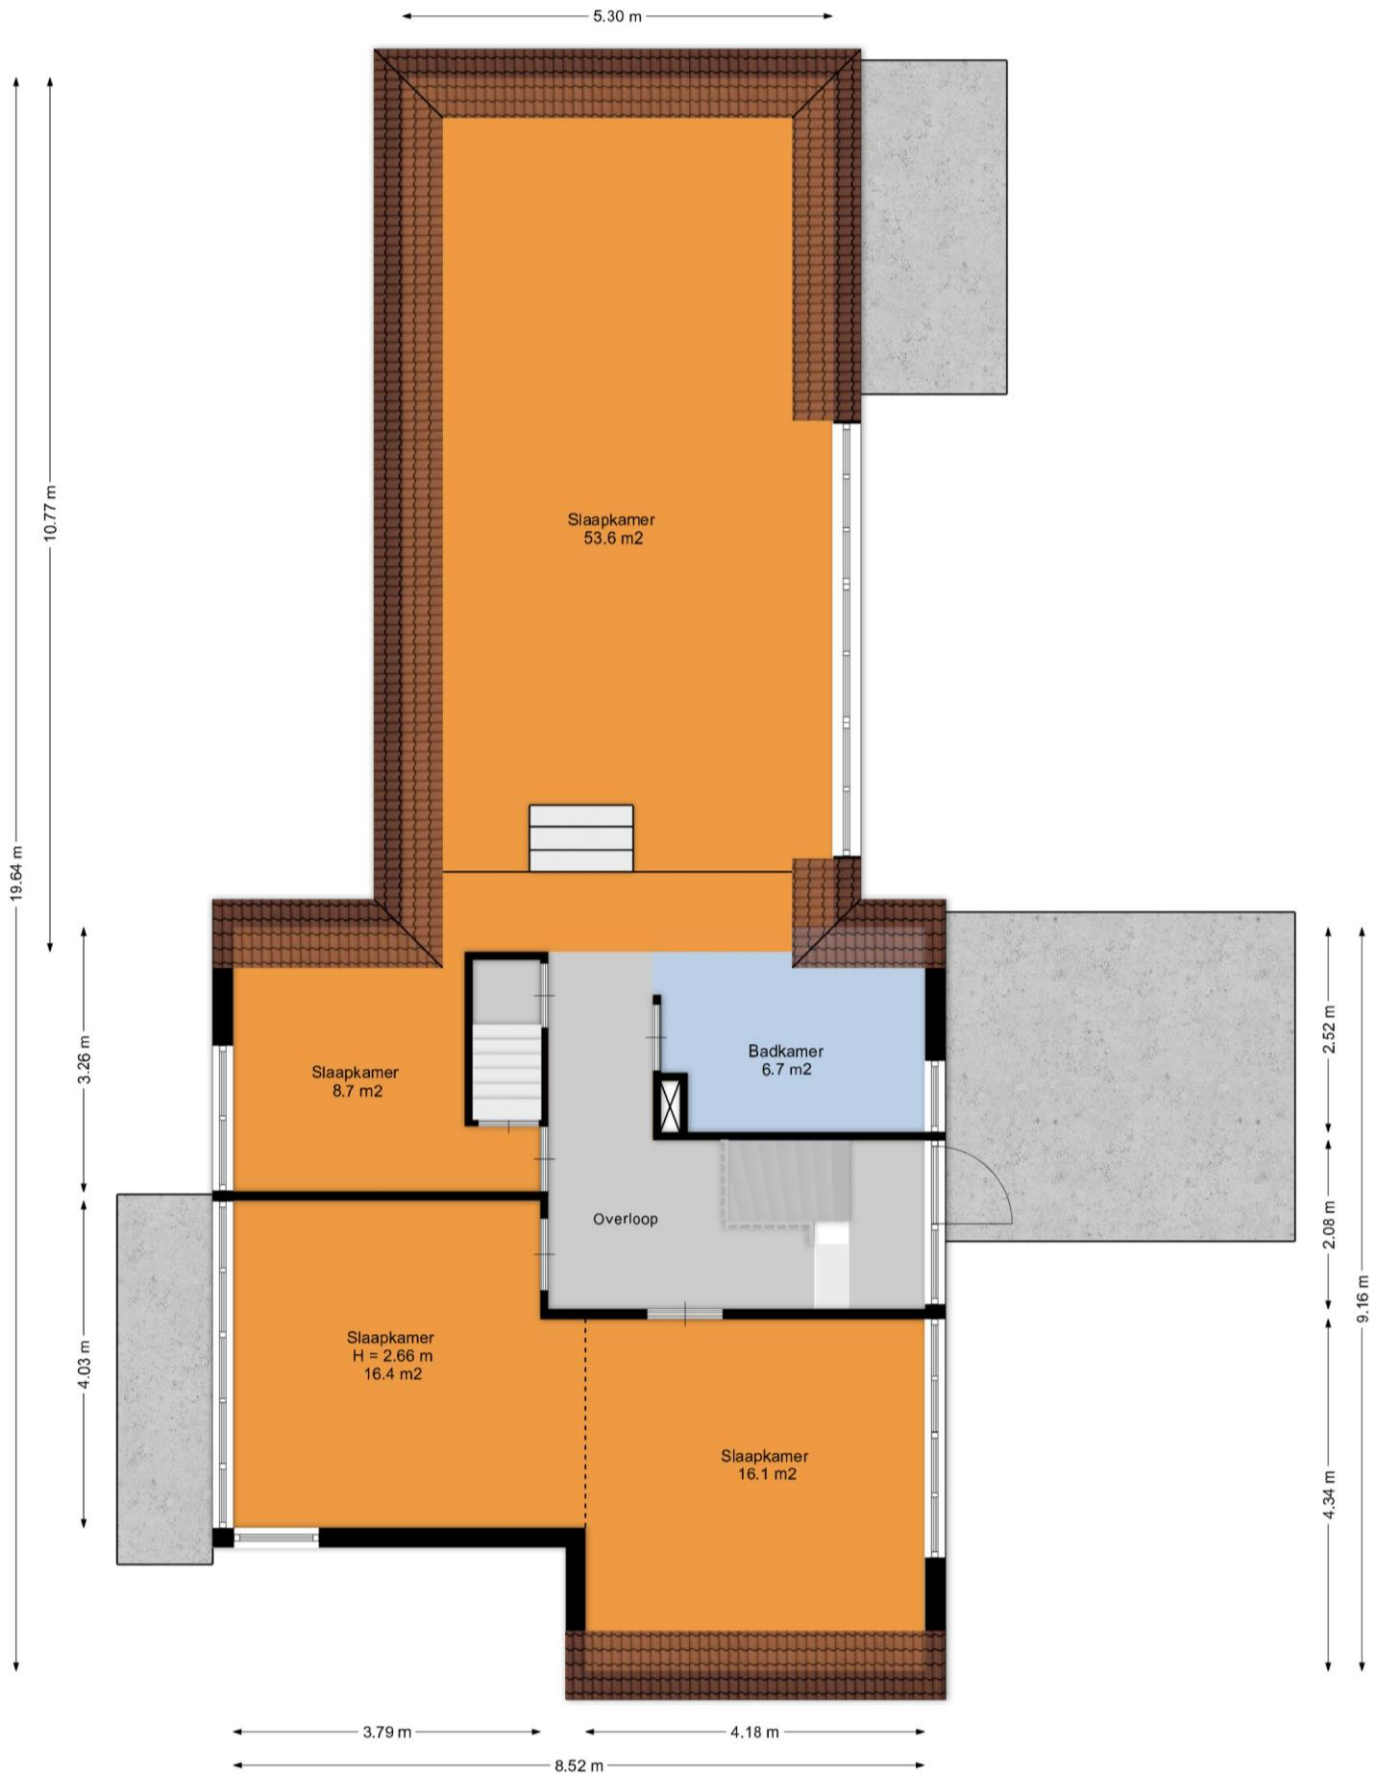 5.30 m
10.77 m
19.64 m
Slaapkamer
53.6 m2
3.26 m
2.52 m
Slaapkamer
8.7 m2
Badkamer
6.7 m2
Overloop
2.08 m
9.16 m
4.03 m
Slaapkamer
H = 2.66 m
16.4 m2
Slaapkamer
16.1 m2
4.34 m
3.79 m
4.18 m
8.52 m